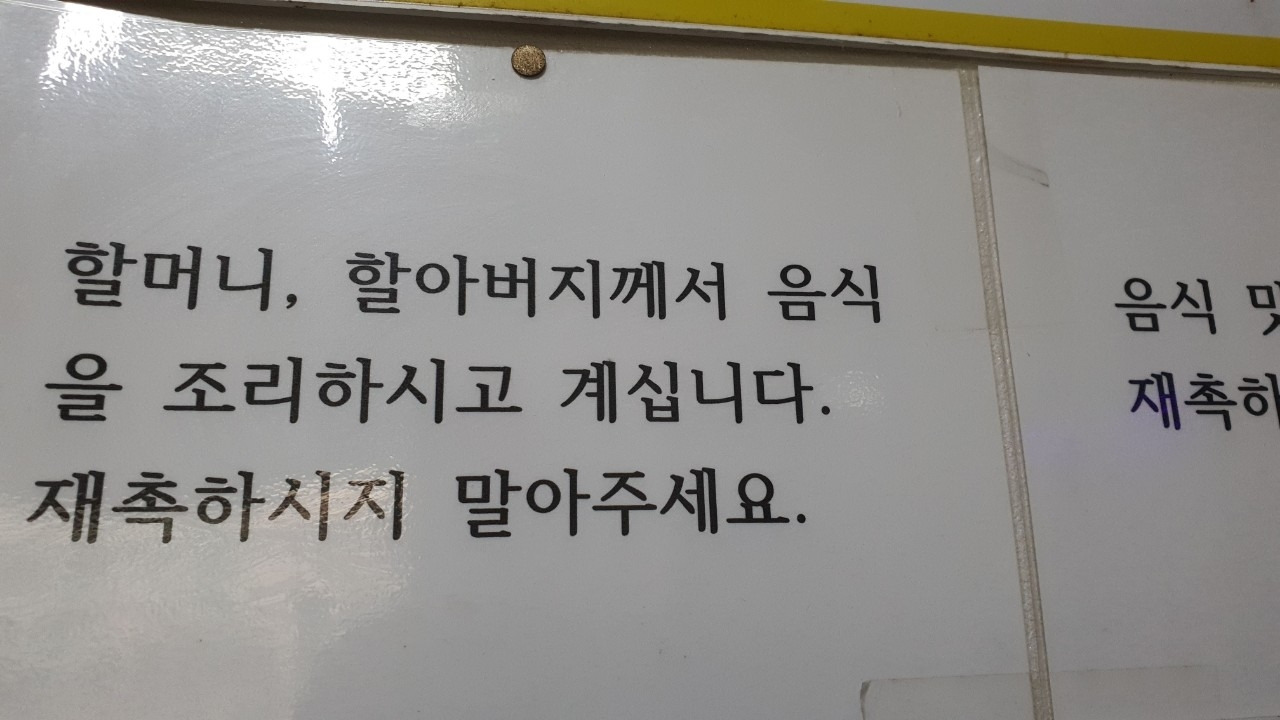 할머니, 할아버지께서 음식
을 조리하시고 계십니다.
재촉하시지 말아주세요.
음식
재촉하